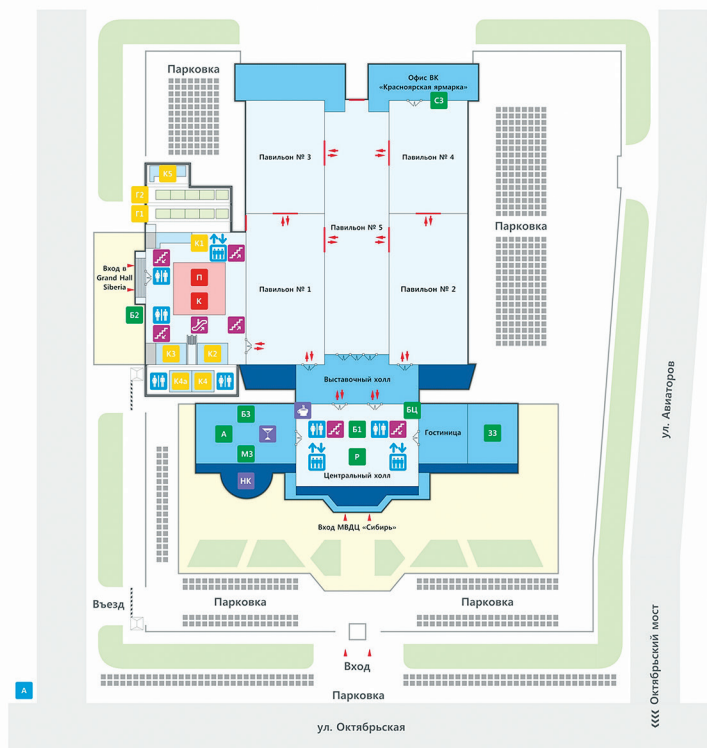 Парковка
Офис ВК
«Красноярская ярмарка»
СЗ
Павильон № 3
Павильон № 4
К5
Г2
Г1
Парковка
Павильон № 5
К1
Вход в
Grand Hall
Siberia
П
К
Павильон № 1
Павильон № 2
Б2
К3
К2
К4а
К4
Выставочный холл
БЗ
БЦ
А
Б1
Гостиница
ЗЗ
МЗ
Р
НК
Центральный холл
Вход МВДЦ «Сибирь»
ул. Авиаторов
Въезд
Парковка
Парковка
Вход
Октябрьский мост
А
Парковка
ул. Октябрьская